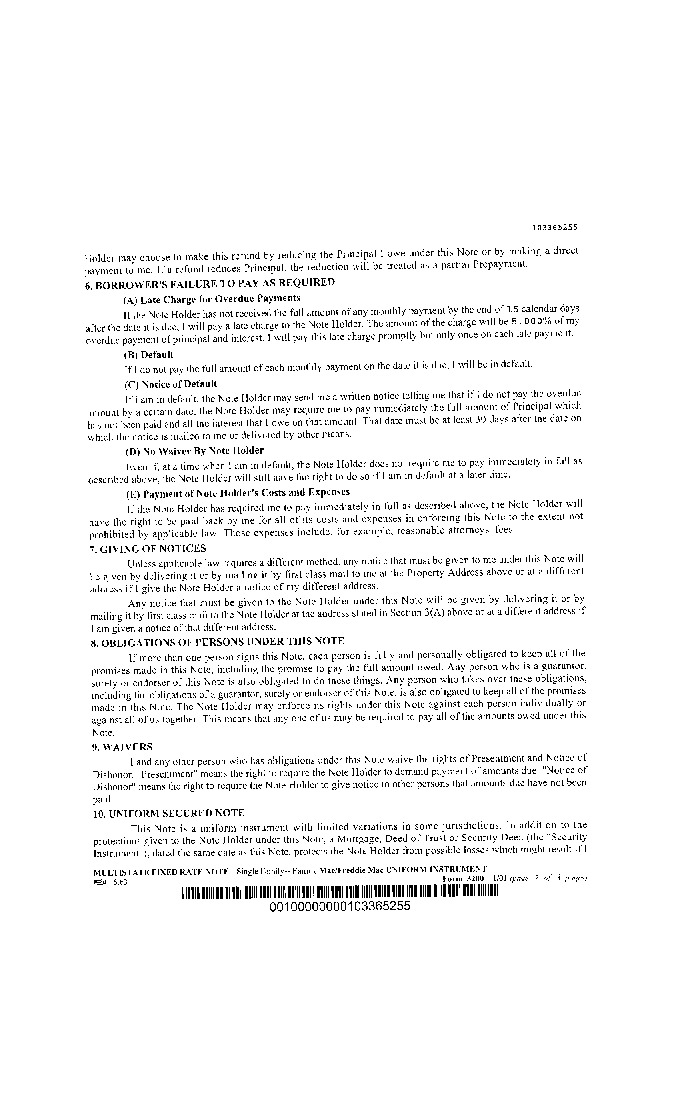 103365255
Holder may choose to make this refund by reducing the Principal I owe under this Note or by making a direct
payment to me. If a refund reduces Principal, the reduction will be treated as a partial Prepayment.
6. BORROWER'S FAILURE TO PAY AS REQUIRED
(A) Late Charge for Overdue Payments
If the Note Holder has not received the full amount of any monthly payment by the end of 15 calendar days
after the date it is due, I will pay a late charge to the Note Holder. The amount of the charge will be 5.000% of my
overdue payment of principal and interest. I will pay this late charge promptly but only once on each late payment.
(B) Default
If I do not pay the full amount of each monthly payment on the date it is due, I will be in default.
(C) Notice of Default
If I am in default, the Note Holder may send me a written notice telling me that if I do not pay the overdue
amount by a certain date, the Note Holder may require me to pay immediately the full amount of Principal which
has not been paid and all the interest that I owe on that amount. That date must be at least 30 days after the date on
which the notice is mailed to me or delivered by other means.
(D) No Waiver By Note Holder
Even if, at a time when I am in default, the Note Holder does not require me to pay immediately in full as
described above, the Note Holder will still have the right to do so if I am in default at a later time.
(E) Payment of Note Holder's Costs and Expenses
If the Note Holder has required me to pay immediately in full as described above, the Note Holder will
have the right to be paid back by me for all of its costs and expenses in enforcing this Note to the extent not
prohibited by applicable law. Those expenses include, for example, reasonable attorneys' fees.
7. GIVING OF NOTICES
Unless applicable law requires a different method, any notice that must be given to me under this Note will
be given by delivering it or by mailing it by first class mail to me at the Property Address above or at a different
address if I give the Note Holder a notice of my different address.
Any notice that must be given to the Note Holder under this Note will be given by delivering it or by
mailing it by first class mail to the Note Holder at the address stated in Section 3(A) above or at a different address if
I am given a notice of that different address.
8. OBLIGATIONS OF PERSONS UNDER THIS NOTE
If more than one person signs this Note, each person is fully and personally obligated to keep all of the
promises made in this Note, including the promise to pay the full amount owed. Any person who is a guarantor,
surety or endorser of this Note is also obligated to do these things. Any person who takes over these obligations,
including the obligations of a guarantor, surety or endorser of this Note, is also obligated to keep all of the promises
made in this Note. The Note Holder may enforce its rights under this Note against each person individually or
against all of us together. This means that any one of us may be required to pay all of the amounts owed under this
Note.
9. WAIVERS
I and any other person who has obligations under this Note waive the rights of Presentment and Notice of
Dishonor. "Presentment" means the right to require the Note Holder to demand payment of amounts due. "Notice of
Dishonor" means the right to require the Note Holder to give notice to other persons that amounts due have not been
paid.
10. UNIFORM SECURED NOTE
This Note is a uniform instrument with limited variations in some jurisdictions. In addition to the
protections given to the Note Holder under this Note, a Mortgage, Deed of Trust or Security Deed (the "Security
Instrument"), dated the same date as this Note, protects the Note Holder from possible losses which might result if I
MULTISTATE FIXED RATE NOTE--Single Family--Fannie Mae/Freddie Mac UNIFORM INSTRUMENT
Form 3200 1/01 (page 2 of 3 pages)
00100000000103365255